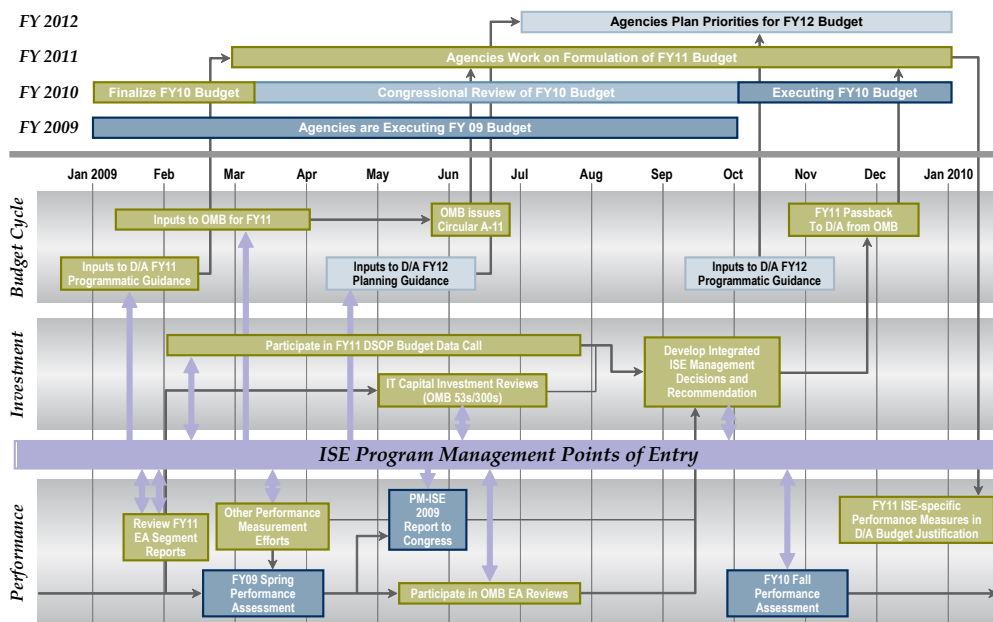 FY 2012
Agencies Plan Priorities for FY12 Budget
FY 2011
Agencies Work on Formulation of FY11 Budget
FY 2010
Finalize FY10 Budget
Congressional Review of FY10 Budget
Executing FY10 Budget
FY 2009
Agencies are Executing FY 09 Budget
Jan 2009 Feb Mar Apr May Jun Jul Aug Sep Oct Nov Dec Jan 2010
Budget Cycle
Inputs to OMB for FY11
OMB issues
Circular A-11
FY11 Passback
To D/A from OMB
Inputs to D/A FY11
Programmatic Guidance
Inputs to D/A FY12
Planning Guidance
Inputs to D/A FY12
Programmatic Guidance
Investment
Participate in FY11 DSOP Budget Data Call
IT Capital Investment Reviews
(OMB 53s/300s)
Develop Integrated
ISE Management
Decisions and
Recommendation
ISE Program Management Points of Entry
Performance
Review FY11
EA Segment
Reports
Other Performance
Measurement
Efforts
PM-ISE
2009
Report to
Congress
FY11 ISE-specific
Performance Measures in
D/A Budget Justification
FY09 Spring
Performance
Assessment
Participate in OMB EA Reviews
FY10 Fall
Performance
Assessment